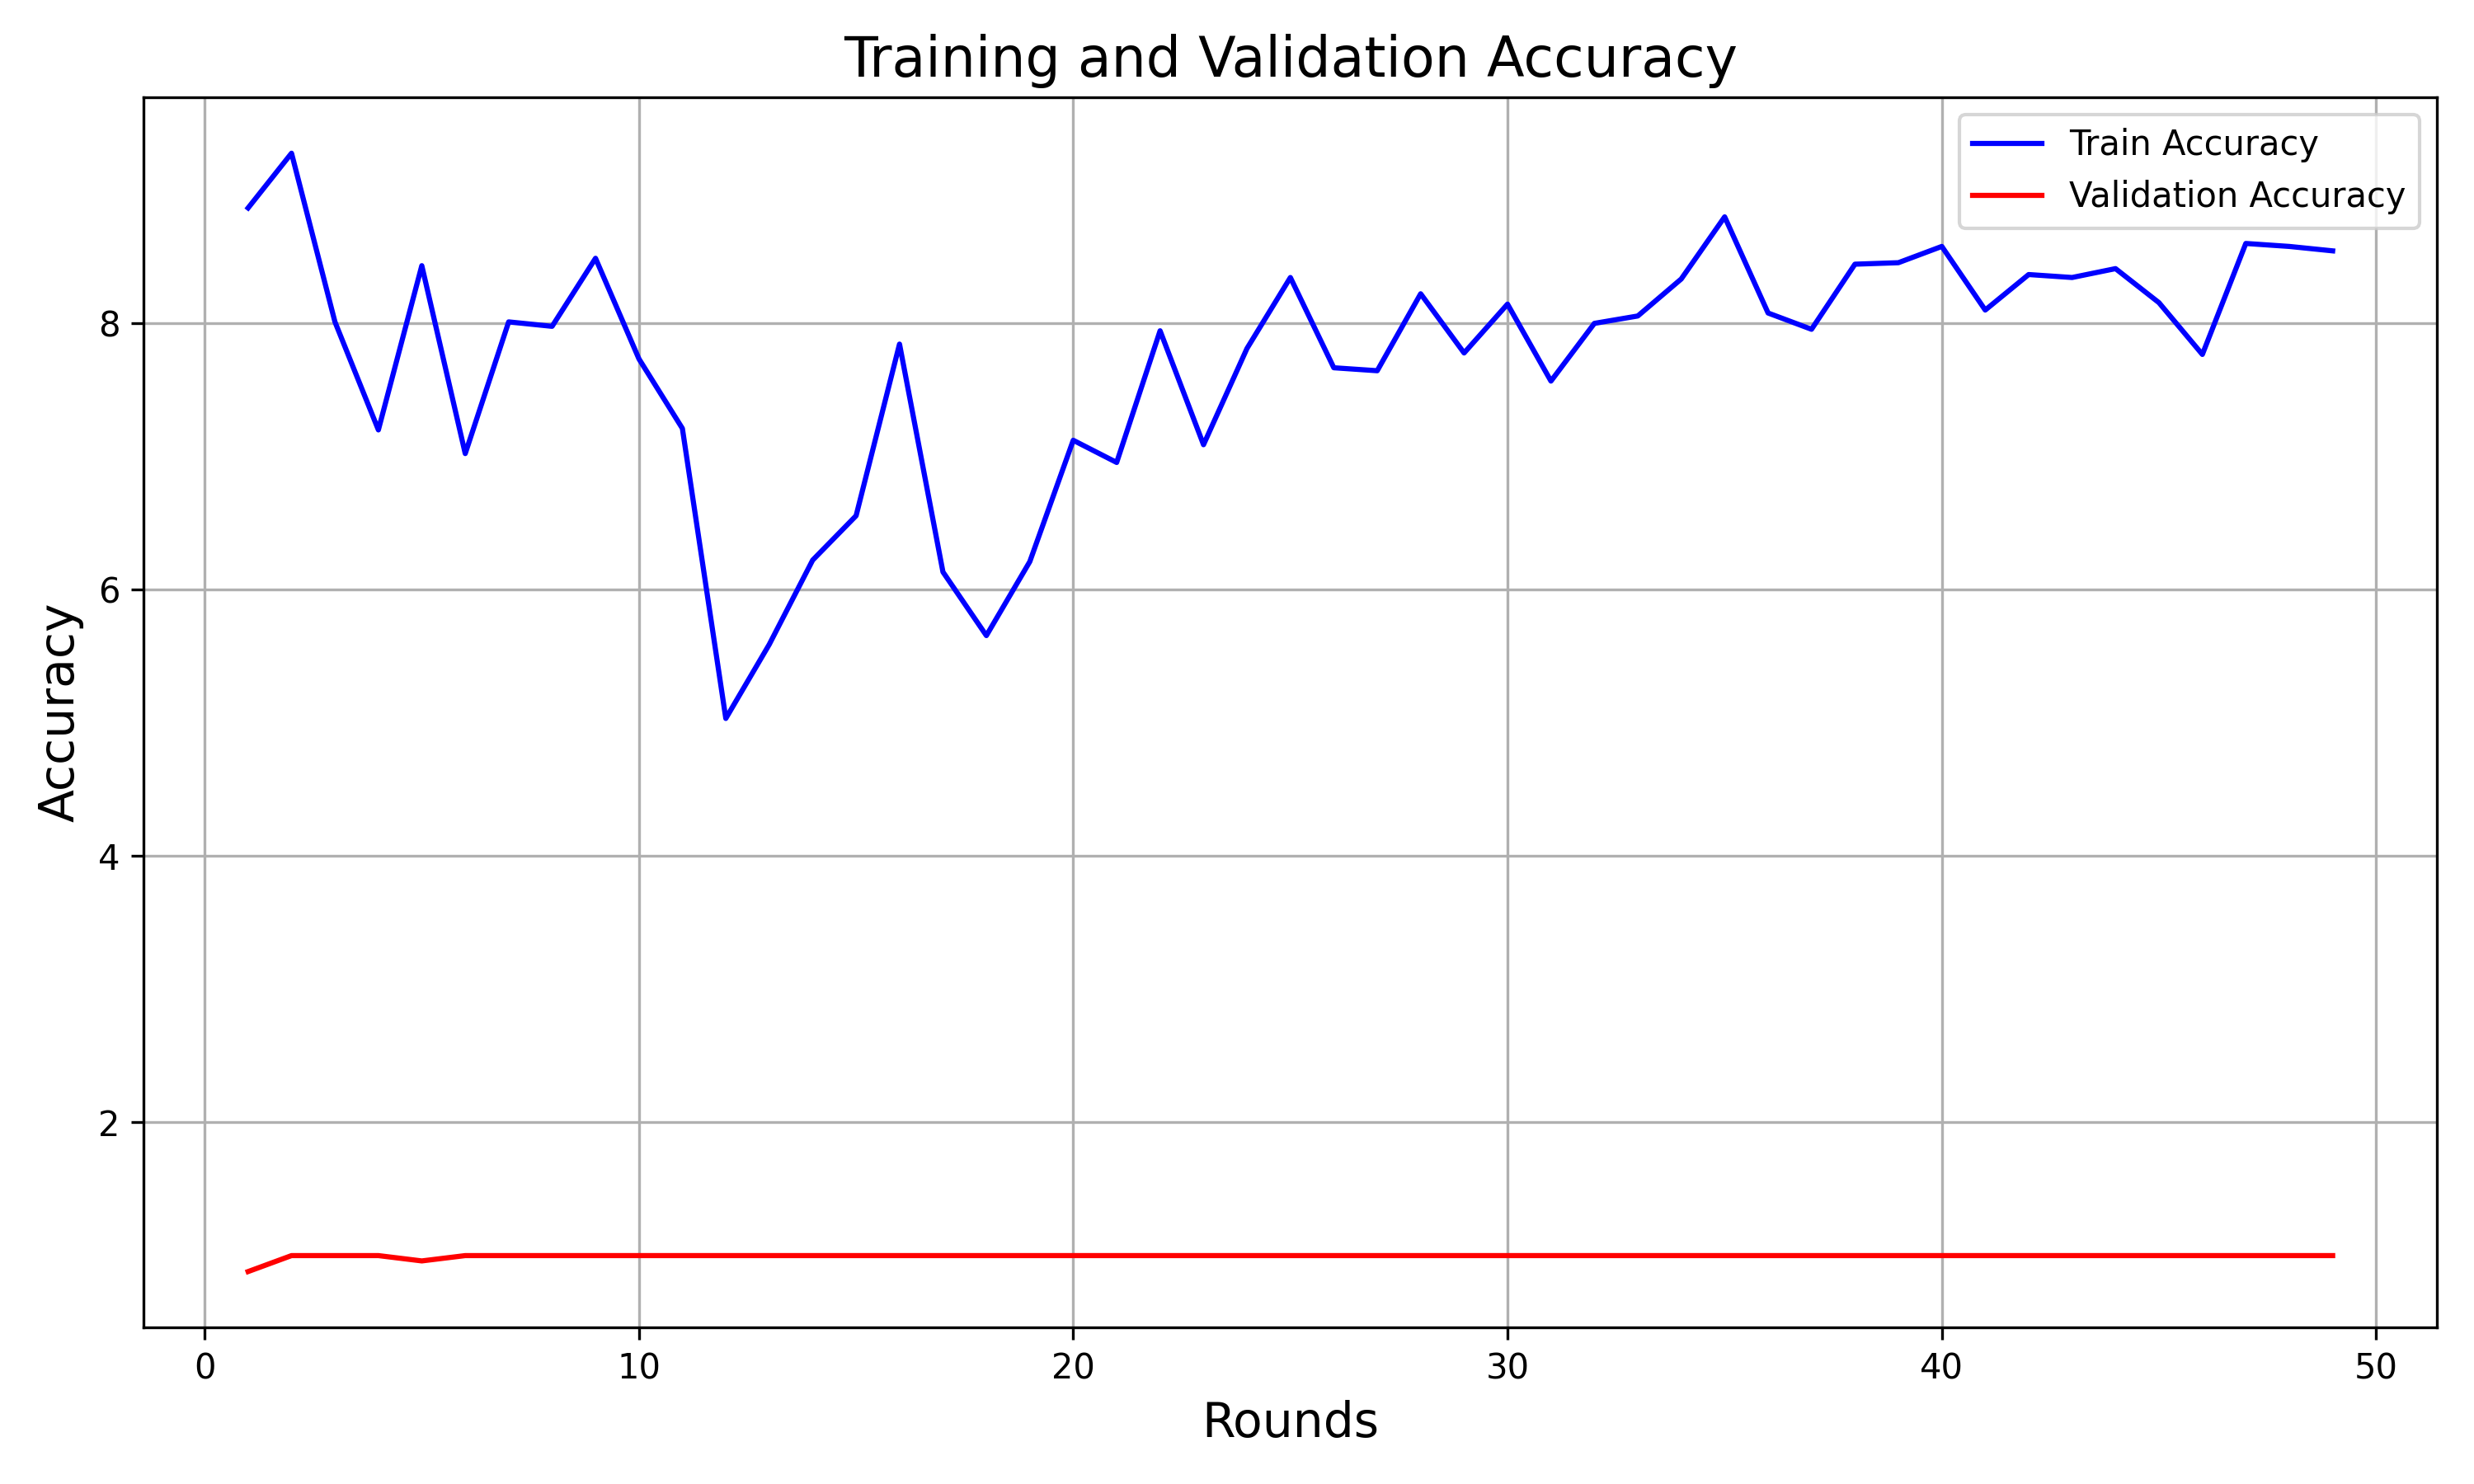 Training and Validation Accuracy
Train Accuracy
Validation Accuracy
Accuracy
8
6
4
2
0 10 20 30 40 50
Rounds